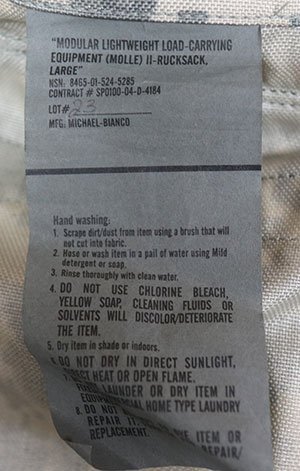 "MODULAR LIGHTWEIGHT LOAD-CARRYING
EQUIPMENT (MOLLE) II-RUCKSACK,
LARGE"
NSN: 8465-01-524-5285
CONTRACT # SP0100-04-D-4184
LOT# 23
MFG: MICHAEL-BIANCO
Hand washing:
1. Scrape dirt/dust from item using a brush that will
not cut into fabric.
2. Hose or wash item in a pail of water using Mild
detergent or soap.
3. Rinse thoroughly with clean water.
4. DO NOT USE CHLORINE BLEACH,
YELLOW SOAP, CLEANING FLUIDS OR
SOLVENTS WILL DISCOLOR/DETERIORATE
THE ITEM.
5. Dry item in shade or indoors.
6. DO NOT DRY IN DIRECT SUNLIGHT,
DIRECT HEAT OR OPEN FLAME.
LAUNDER OR DRY ITEM IN
HOME TYPE LAUNDRY
8. DO NOT
REPAIR ITEM OR
REPLACEMENT.